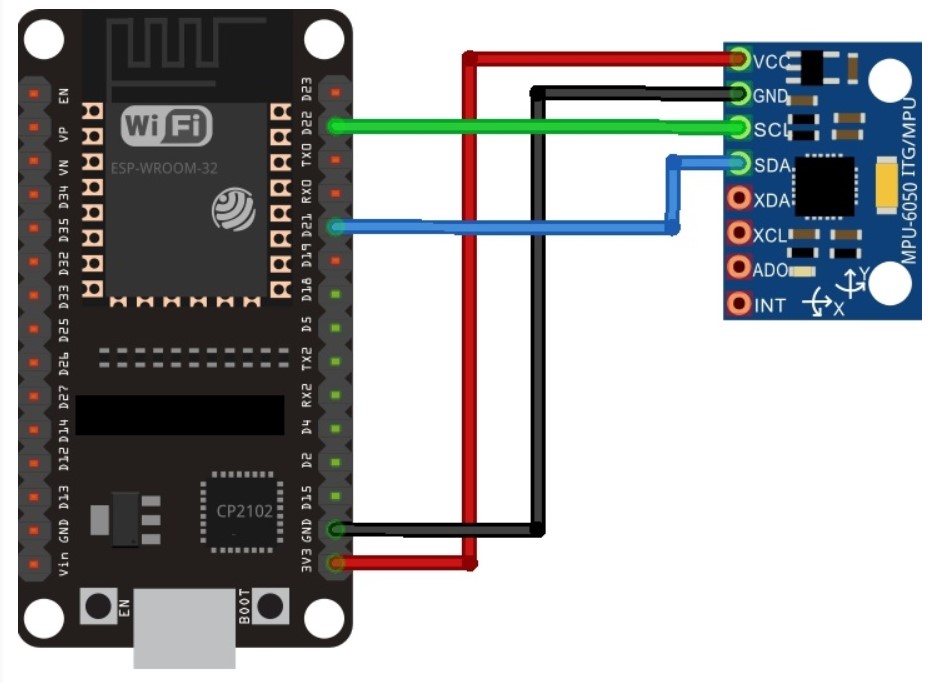 EN
VP
VN
D34
D35
D32
D33
D25
D26
D27
D14
D12
D13
GND
Vin
WiFi
ESP-WROOM-32
CP2102
EN
BOOT
D23
D22
TX0
RX0
D21
D19
D18
D5
TX2
RX2
D4
D2
D15
GND
3V3
VCC
GND
SCL
SDA
XDA
XCL
ADO
INT
MPU-6050 ITG/MPU
Y
X